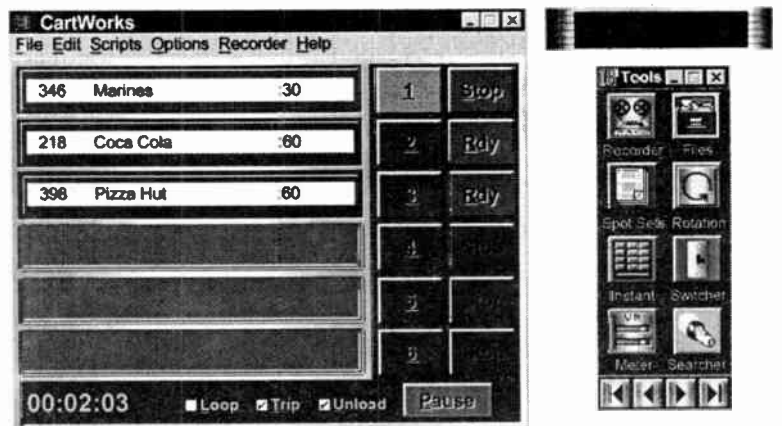 CartWorks
File Edit Scripts Options Recorder Help
346 Marines :30 1 Stop
218 Coca Cola :60 2 Rdy
398 Pizza Hut :60 3 Rdy
4
5
6
00:02:03 Loop Trip Unload Pause
Tools
Recorder Files
Spot Sets Rotation
Instant Switcher
Meter Searcher